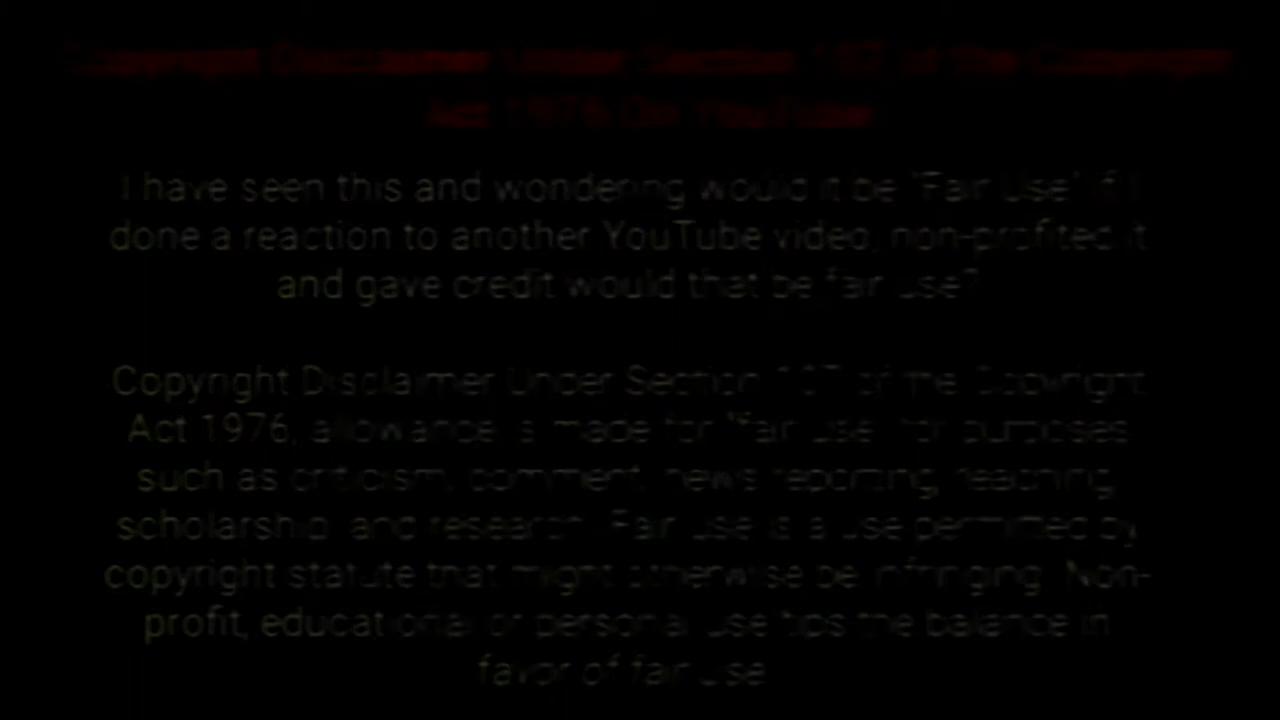 Copyright Disclaimer Under Section 107 of the Copyright
Act 1976 On YouTube
I have seen this and wondering would it be 'Fair Use' if I
done a reaction to another YouTube video, non-profited it
and gave credit would that be fair use?
Copyright Disclaimer Under Section 107 of the Copyright
Act 1976, allowance is made for "fair use" for purposes
such as criticism, comment, news reporting, teaching,
scholarship, and research. Fair use is a use permitted by
copyright statute that might otherwise be infringing. Non-
profit, educational or personal use tips the balance in
favor of fair use